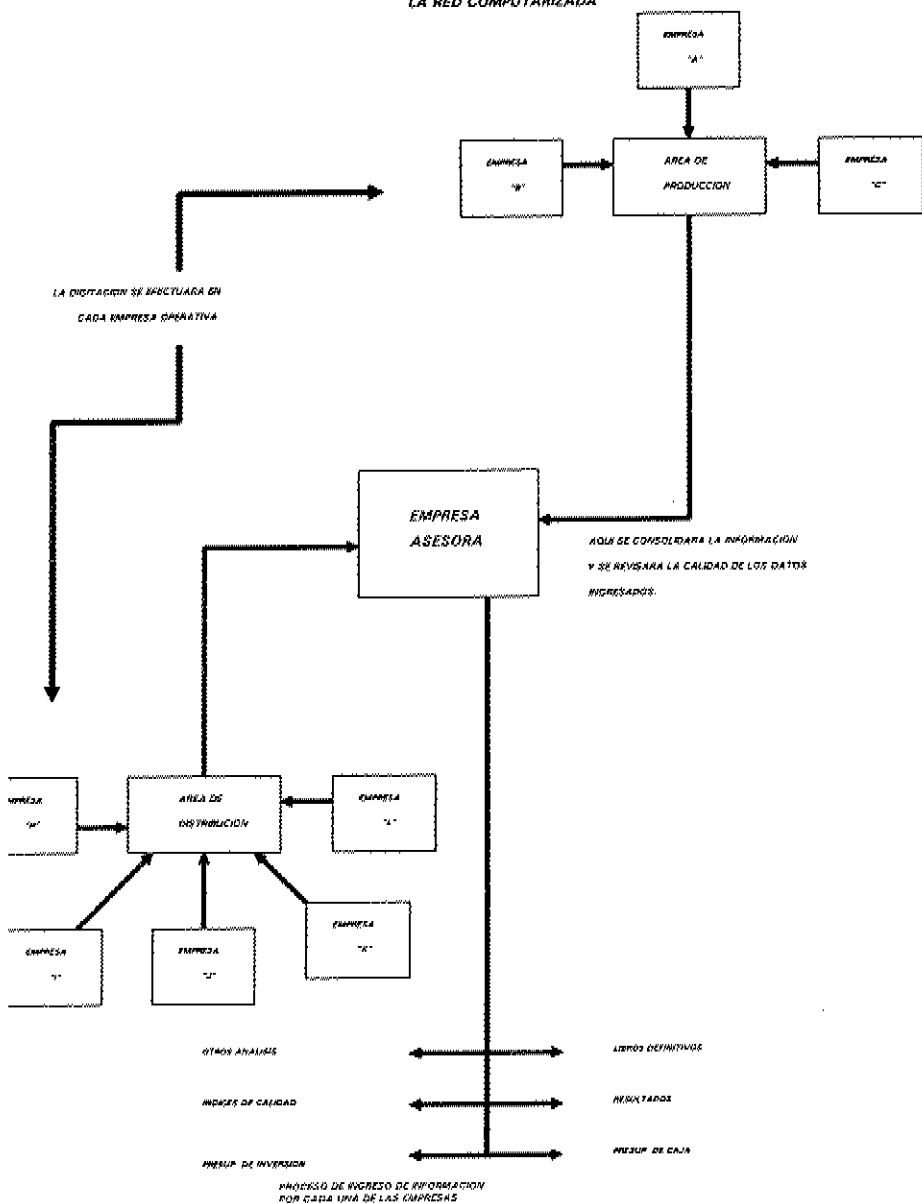 LA RED COMPUTARIZADA
EMPRESA
"A"
EMPRESA
"B"
AREA DE
PRODUCCION
EMPRESA
"C"
LA DIGITACION SE EFECTUARA EN
CADA EMPRESA OPERATIVA
EMPRESA
ASESORA
AQUI SE CONSOLIDARA LA INFORMACION
Y SE REVISARA LA CALIDAD DE LOS DATOS
INGRESADOS.
MPRESA
"H"
AREA DE
DISTRIBUCION
EMPRESA
"L"
EMPRESA
"I"
EMPRESA
"J"
EMPRESA
"K"
OTROS ANALISIS
LIBROS DEFINITIVOS
INDICES DE CALIDAD
RESULTADOS
PRESUP. DE INVERSION
PRESUP. DE CAJA
PROCESO DE INGRESO DE INFORMACION
POR CADA UNA DE LAS EMPRESAS